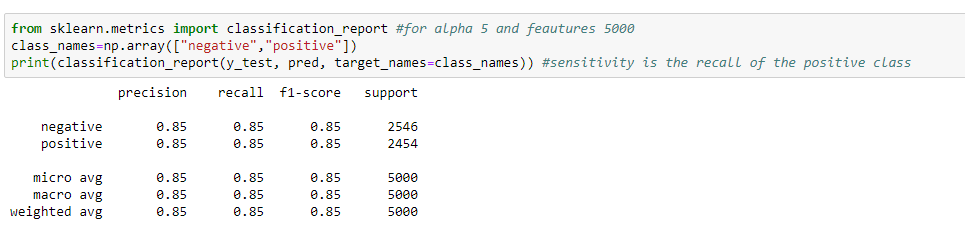 from sklearn.metrics import classification_report #for alpha 5 and feautures 5000
class_names=np.array(["negative","positive"])
print(classification_report(y_test, pred, target_names=class_names)) #sensitivity is the recall of the positive class
precision recall f1-score support
negative 0.85 0.85 0.85 2546
positive 0.85 0.85 0.85 2454
micro avg 0.85 0.85 0.85 5000
macro avg 0.85 0.85 0.85 5000
weighted avg 0.85 0.85 0.85 5000